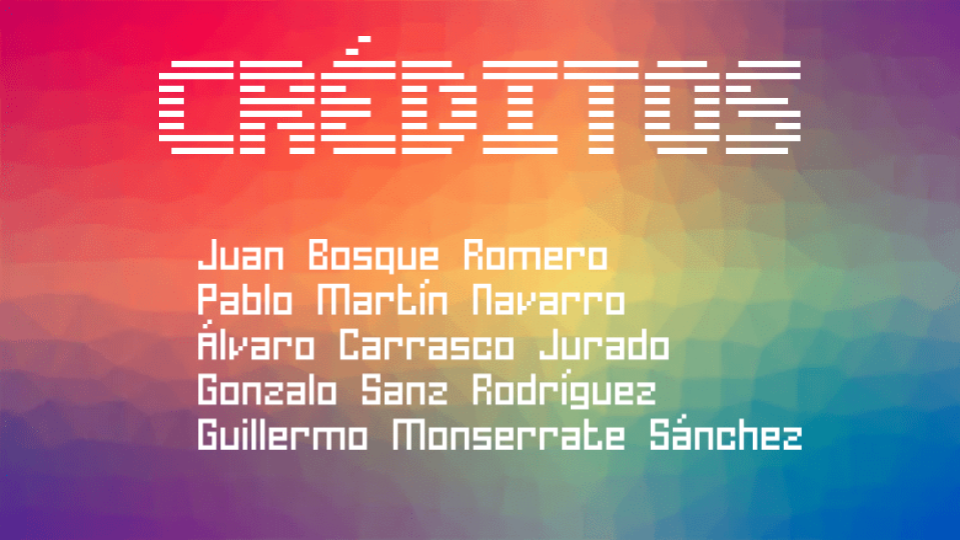 CRÉDITOS
Juan Bosque Romero
Pablo Martín Navarro
Álvaro Carrasco Jurado
Gonzalo Sanz Rodríguez
Guillermo Monserrate Sánchez